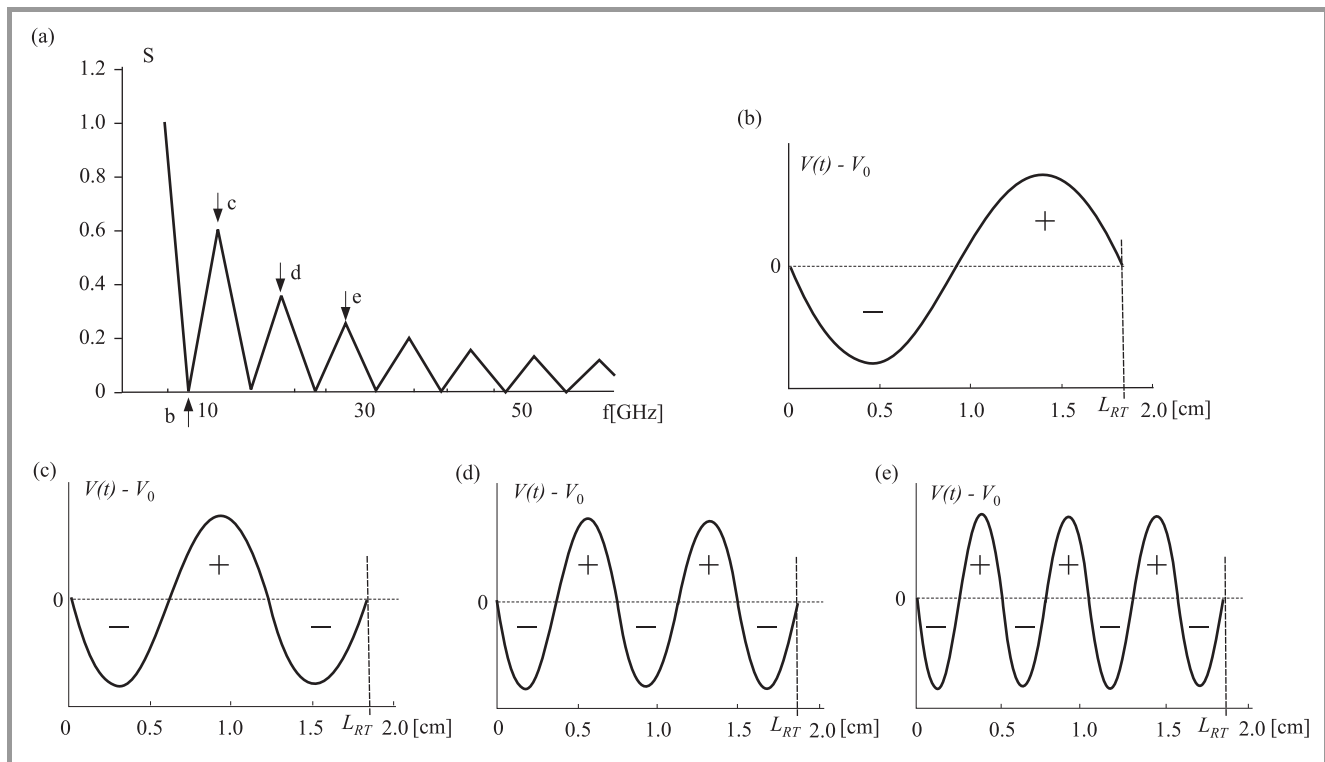 (a)
S
1.2
1.0
0.8
0.6
0.4
0.2
0
c
d
e
b
10
30
50
f[GHz]
(b)
V(t) - V0
+
0
—
0
0.5
1.0
1.5
LRT
2.0 [cm]
(c)
V(t) - V0
+
0
— —
0
0.5
1.0
1.5
LRT
2.0 [cm]
(d)
V(t) - V0
+ +
0
— — —
0
0.5
1.0
1.5
LRT
2.0 [cm]
(e)
V(t) - V0
+ + +
0
— — — —
0
0.5
1.0
1.5
LRT
2.0 [cm]